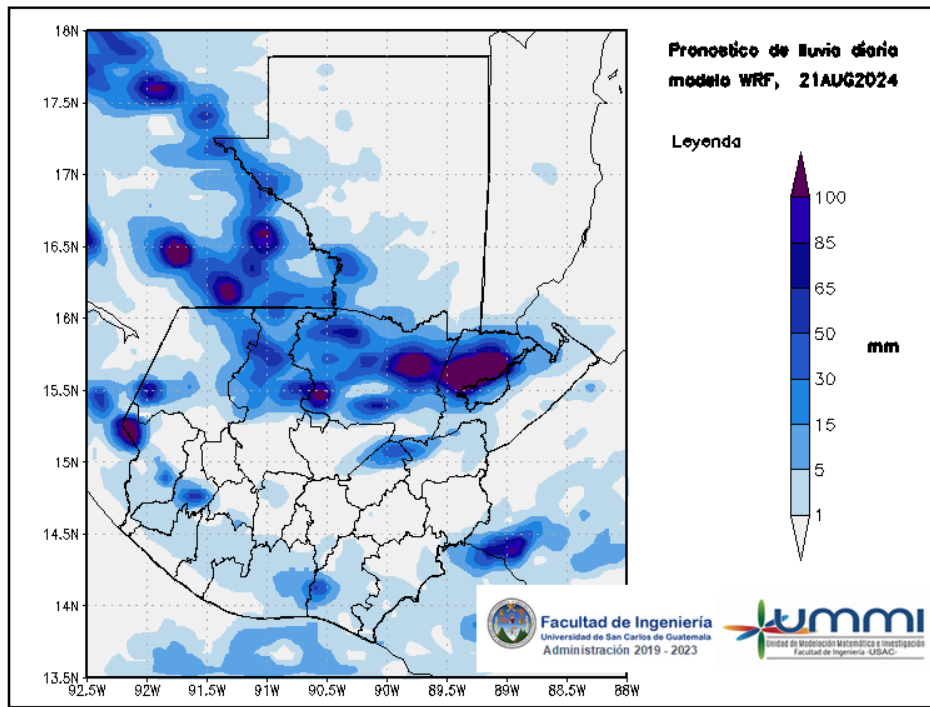 Pronostico de lluvia diaria
modelo WRF, 21AUG2024
Leyenda
100
85
65
50
30
15
5
1
mm
18N
17.5N
17N
16.5N
16N
15.5N
15N
14.5N
14N
13.5N
92.5W
92W
91.5W
91W
90.5W
90W
89.5W
89W
88.5W
88W
Facultad de Ingeniería
Universidad de San Carlos de Guatemala
Administración 2019 - 2023
UMMI
Unidad de Modelación Matemática e Investigación
Facultad de Ingeniería -USAC-